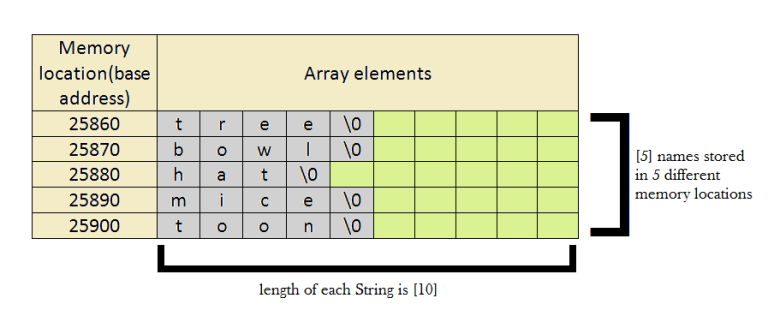 Memory
location(base
address)
Array elements
25860 t r e e \0
25870 b o w l \0
25880 h a t \0
25890 m i c e \0
25900 t o o n \0
[5] names stored
in 5 different
memory locations
length of each String is [10]